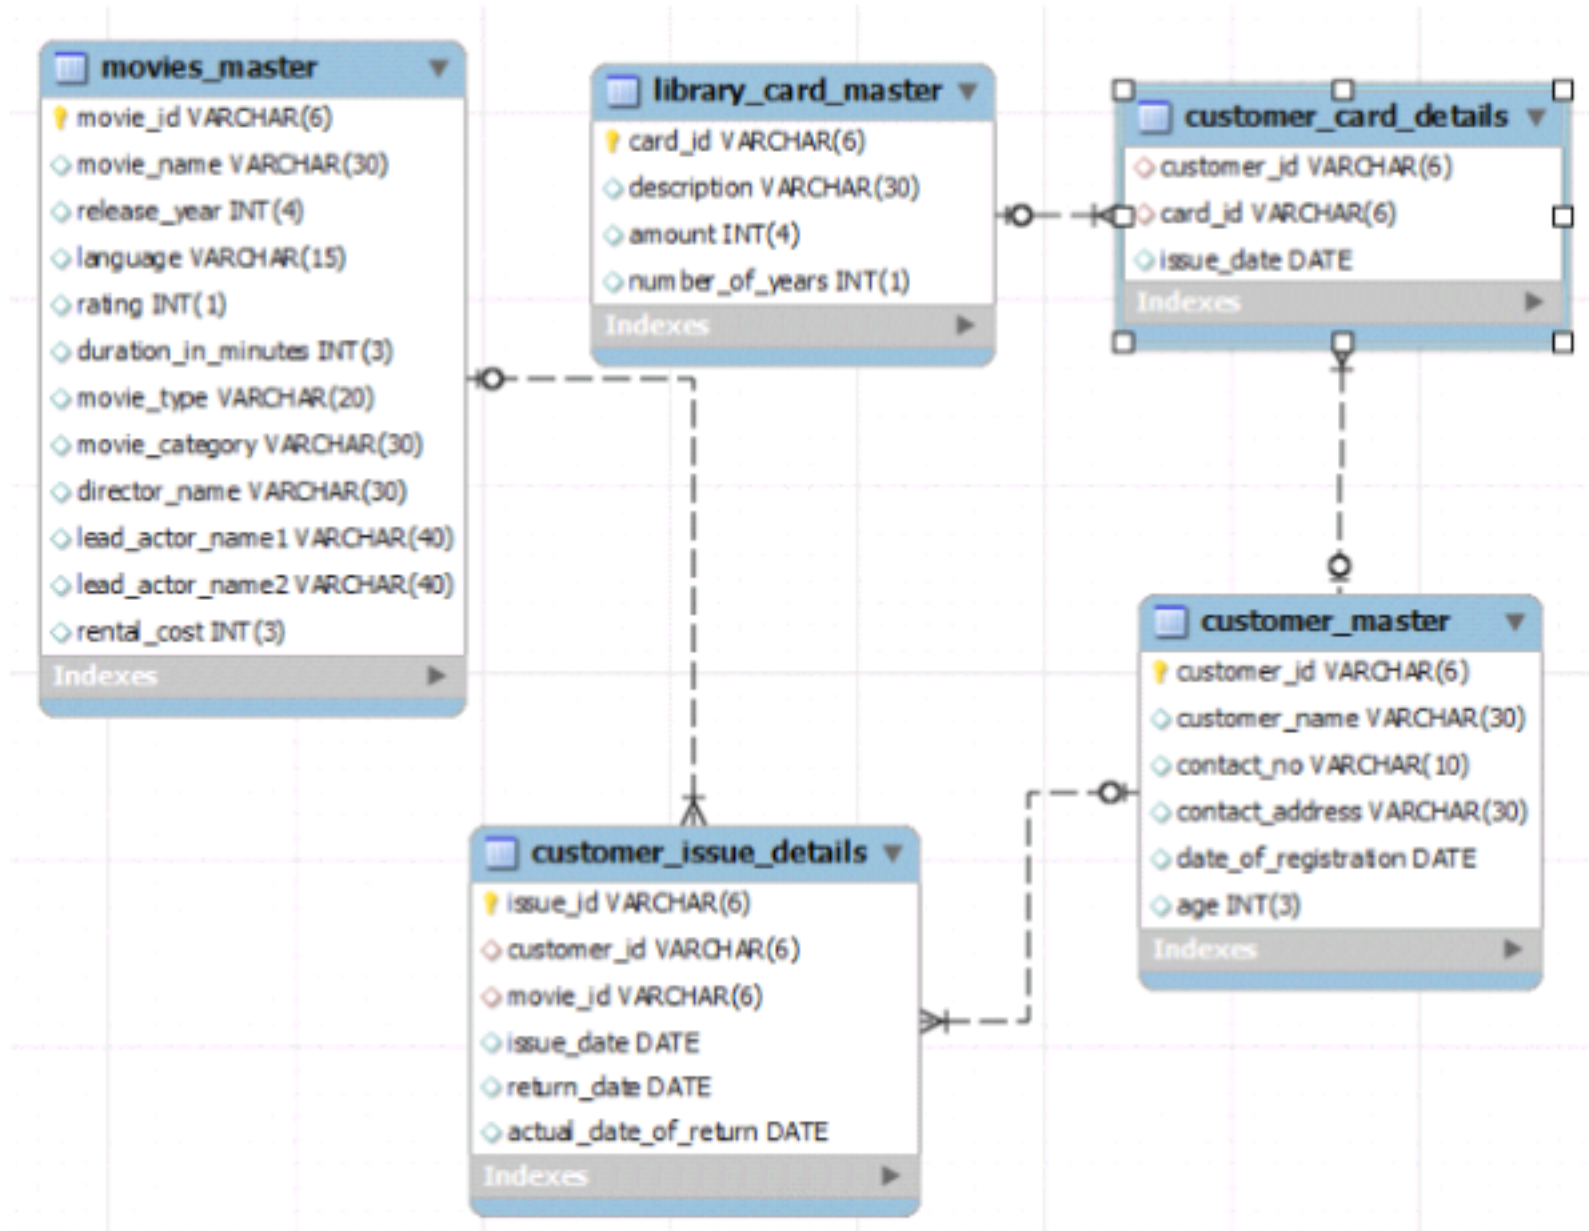 movies_master
movie_id VARCHAR(6)
movie_name VARCHAR(30)
release_year INT(4)
language VARCHAR(15)
rating INT(1)
duration_in_minutes INT(3)
movie_type VARCHAR(20)
movie_category VARCHAR(30)
director_name VARCHAR(30)
lead_actor_name1 VARCHAR(40)
lead_actor_name2 VARCHAR(40)
rental_cost INT(3)
Indexes
library_card_master
card_id VARCHAR(6)
description VARCHAR(30)
amount INT(4)
number_of_years INT(1)
Indexes
customer_card_details
customer_id VARCHAR(6)
card_id VARCHAR(6)
issue_date DATE
Indexes
customer_master
customer_id VARCHAR(6)
customer_name VARCHAR(30)
contact_no VARCHAR(10)
contact_address VARCHAR(30)
date_of_registration DATE
age INT(3)
Indexes
customer_issue_details
issue_id VARCHAR(6)
customer_id VARCHAR(6)
movie_id VARCHAR(6)
issue_date DATE
return_date DATE
actual_date_of_return DATE
Indexes